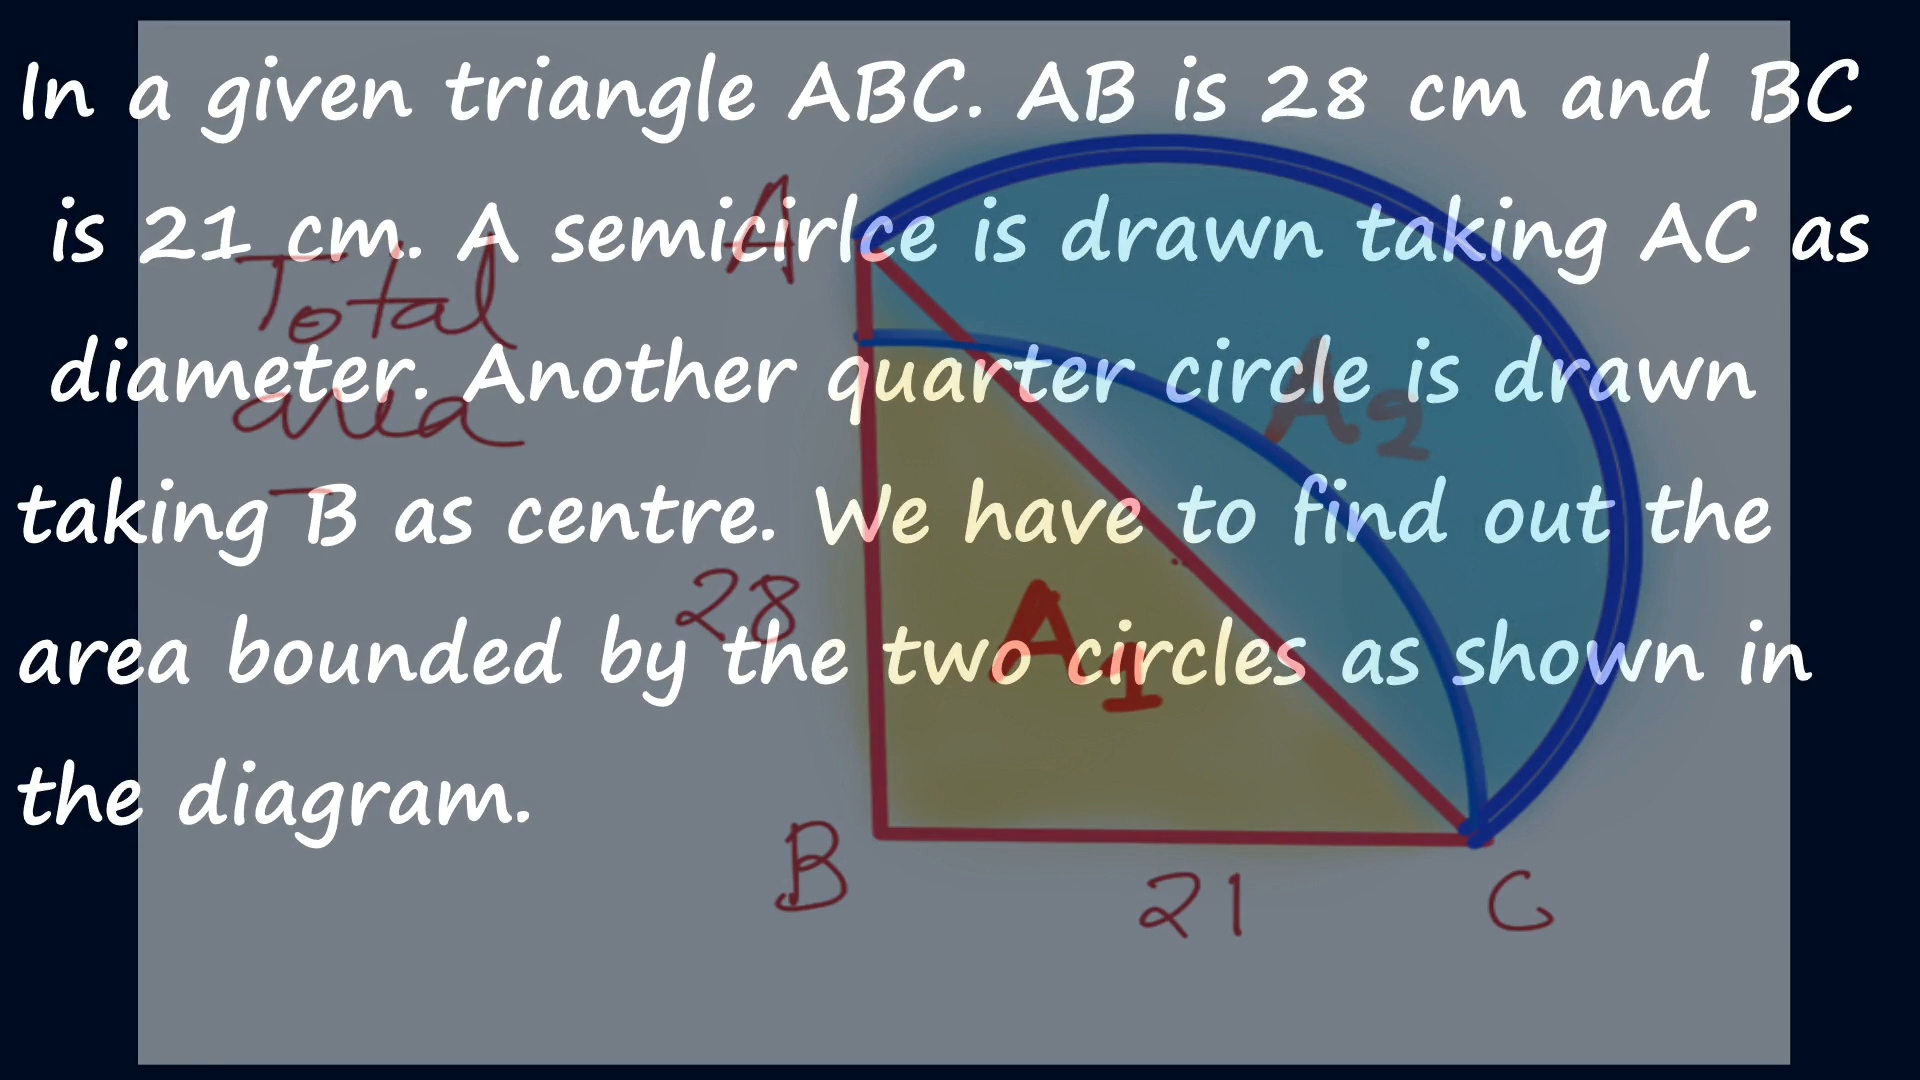 In a given triangle ABC. AB is 28 cm and BC
is 21 cm. A semicirlce is drawn taking AC as
diameter. Another quarter circle is drawn
taking B as centre. We have to find out the
area bounded by the two circles as shown in
the diagram.
Total
area
A
A2
28
A1
B
21
C